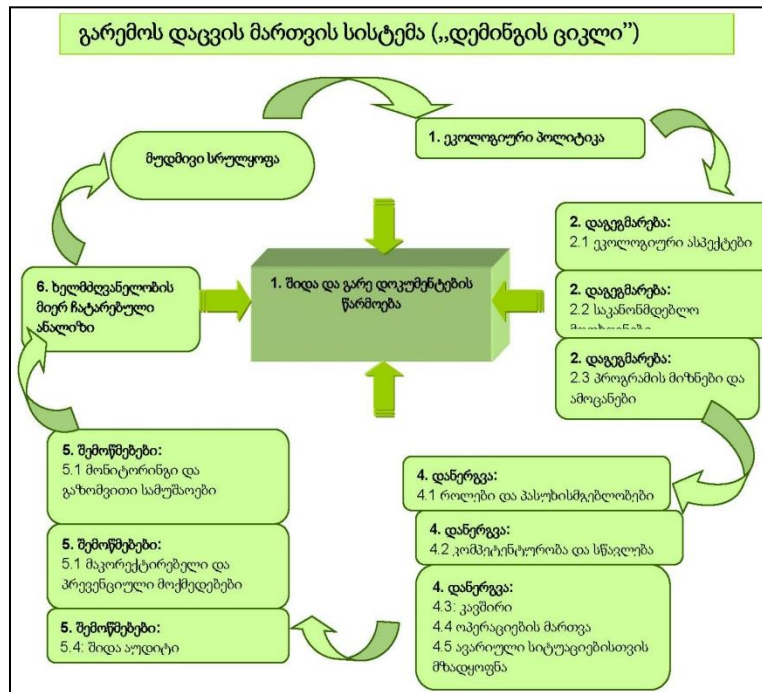 გარემოს დაცვის მართვის სისტემა („დემინგის ციკლი”)
მუდმივი სრულყოფა
1. ეკოლოგიური პოლიტიკა
2. დაგეგმარება:
2.1 ეკოლოგიური ასპექტები
2. დაგეგმარება:
2.2 საკანონმდებლო
2. დაგეგმარება:
2.3 პროგრამის მიზნები და
ამოცანები
1. შიდა და გარე დოკუმენტების
წარმოება
6. ხელმძღვანელობის
მიერ ჩატარებული
ანალიზი
4. დანერგვა:
4.1 როლები და პასუხისმგებლობები
4. დანერგვა:
4.2 კომპეტენტურობა და სწავლება
4. დანერგვა:
4.3: კავშირი
4.4 ოპერაციების მართვა
4.5 ავარიული სიტუაციებისთვის
მზადყოფნა
5. შემოწმებები:
5.1 მონიტორინგი და
გაზომვითი სამუშაოები
5. შემოწმებები:
5.1 მაკორექტირებელი და
პრევენციული მოქმედებები
5. შემოწმებები:
5.4: შიდა აუდიტი